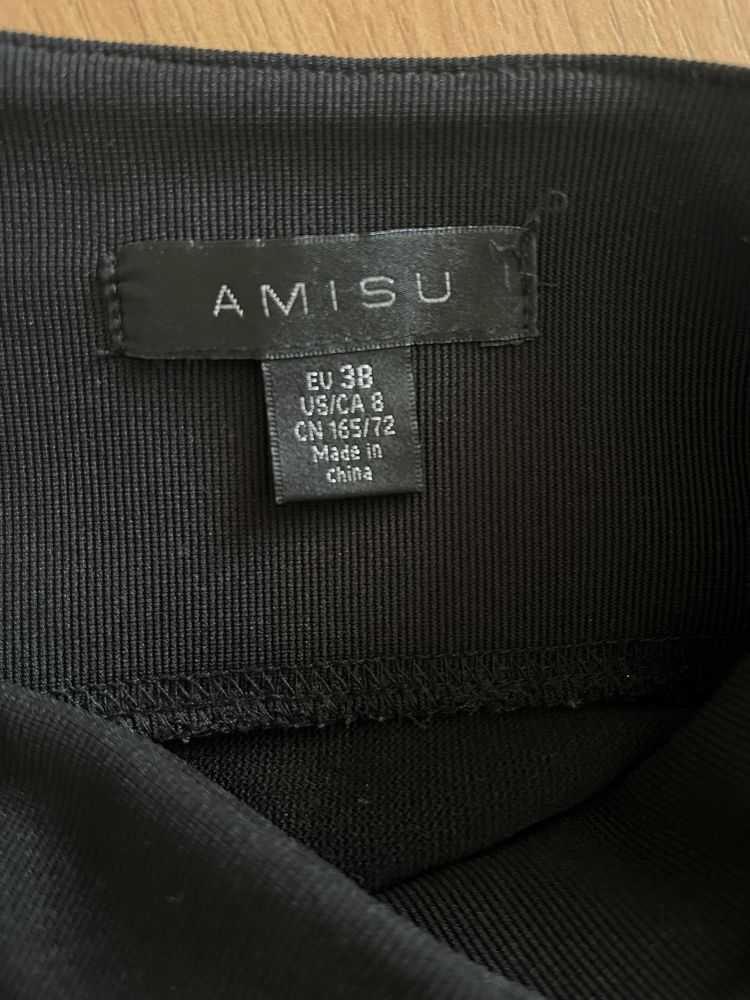 AMISU
EU 38
US/CA 8
CN 165/72
Made in
china